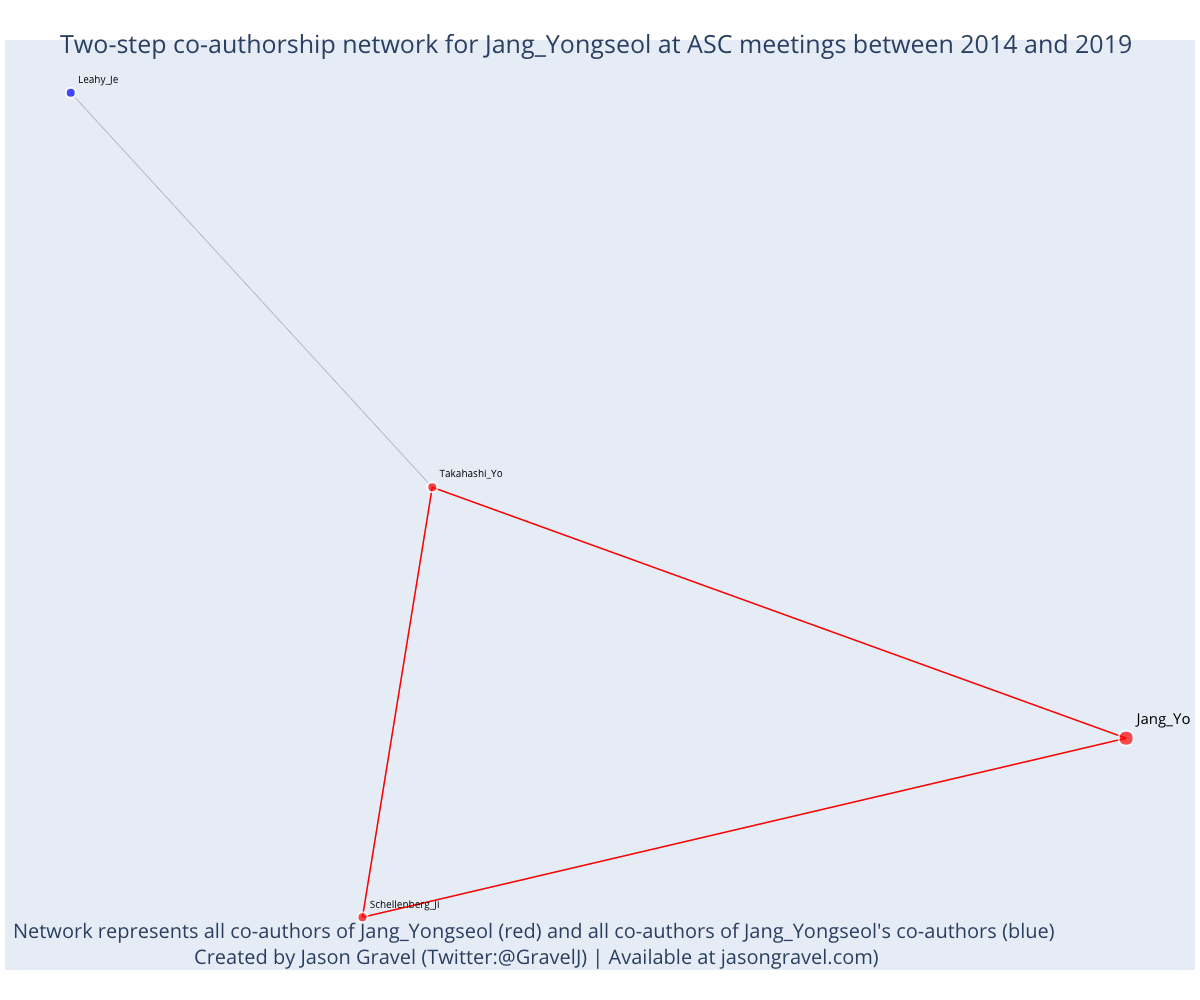 Two-step co-authorship network for Jang_Yongseol at ASC meetings between 2014 and 2019
Leahy_Je
Takahashi_Yo
Jang_Yo
Schellenberg_Ji
Network represents all co-authors of Jang_Yongseol (red) and all co-authors of Jang_Yongseol's co-authors (blue)
Created by Jason Gravel (Twitter:@GravelJ) | Available at jasongravel.com)